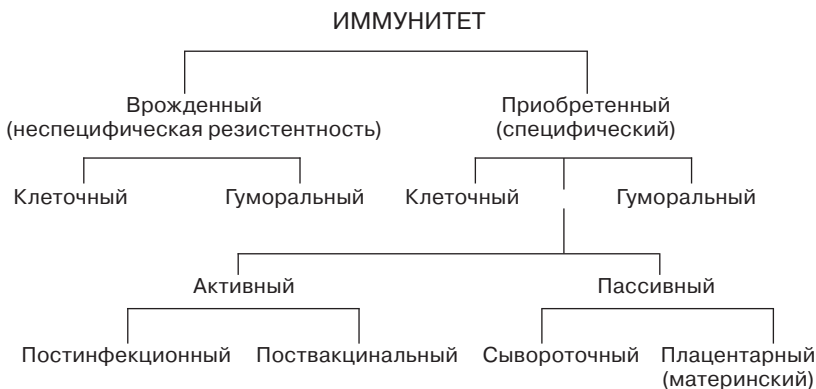 ИММУНИТЕТ
Врожденный
(неспецифическая резистентность)
Приобретенный
(специфический)
Клеточный
Гуморальный
Клеточный
Гуморальный
Активный
Пассивный
Постинфекционный
Поствакцинальный
Сывороточный
Плацентарный
(материнский)